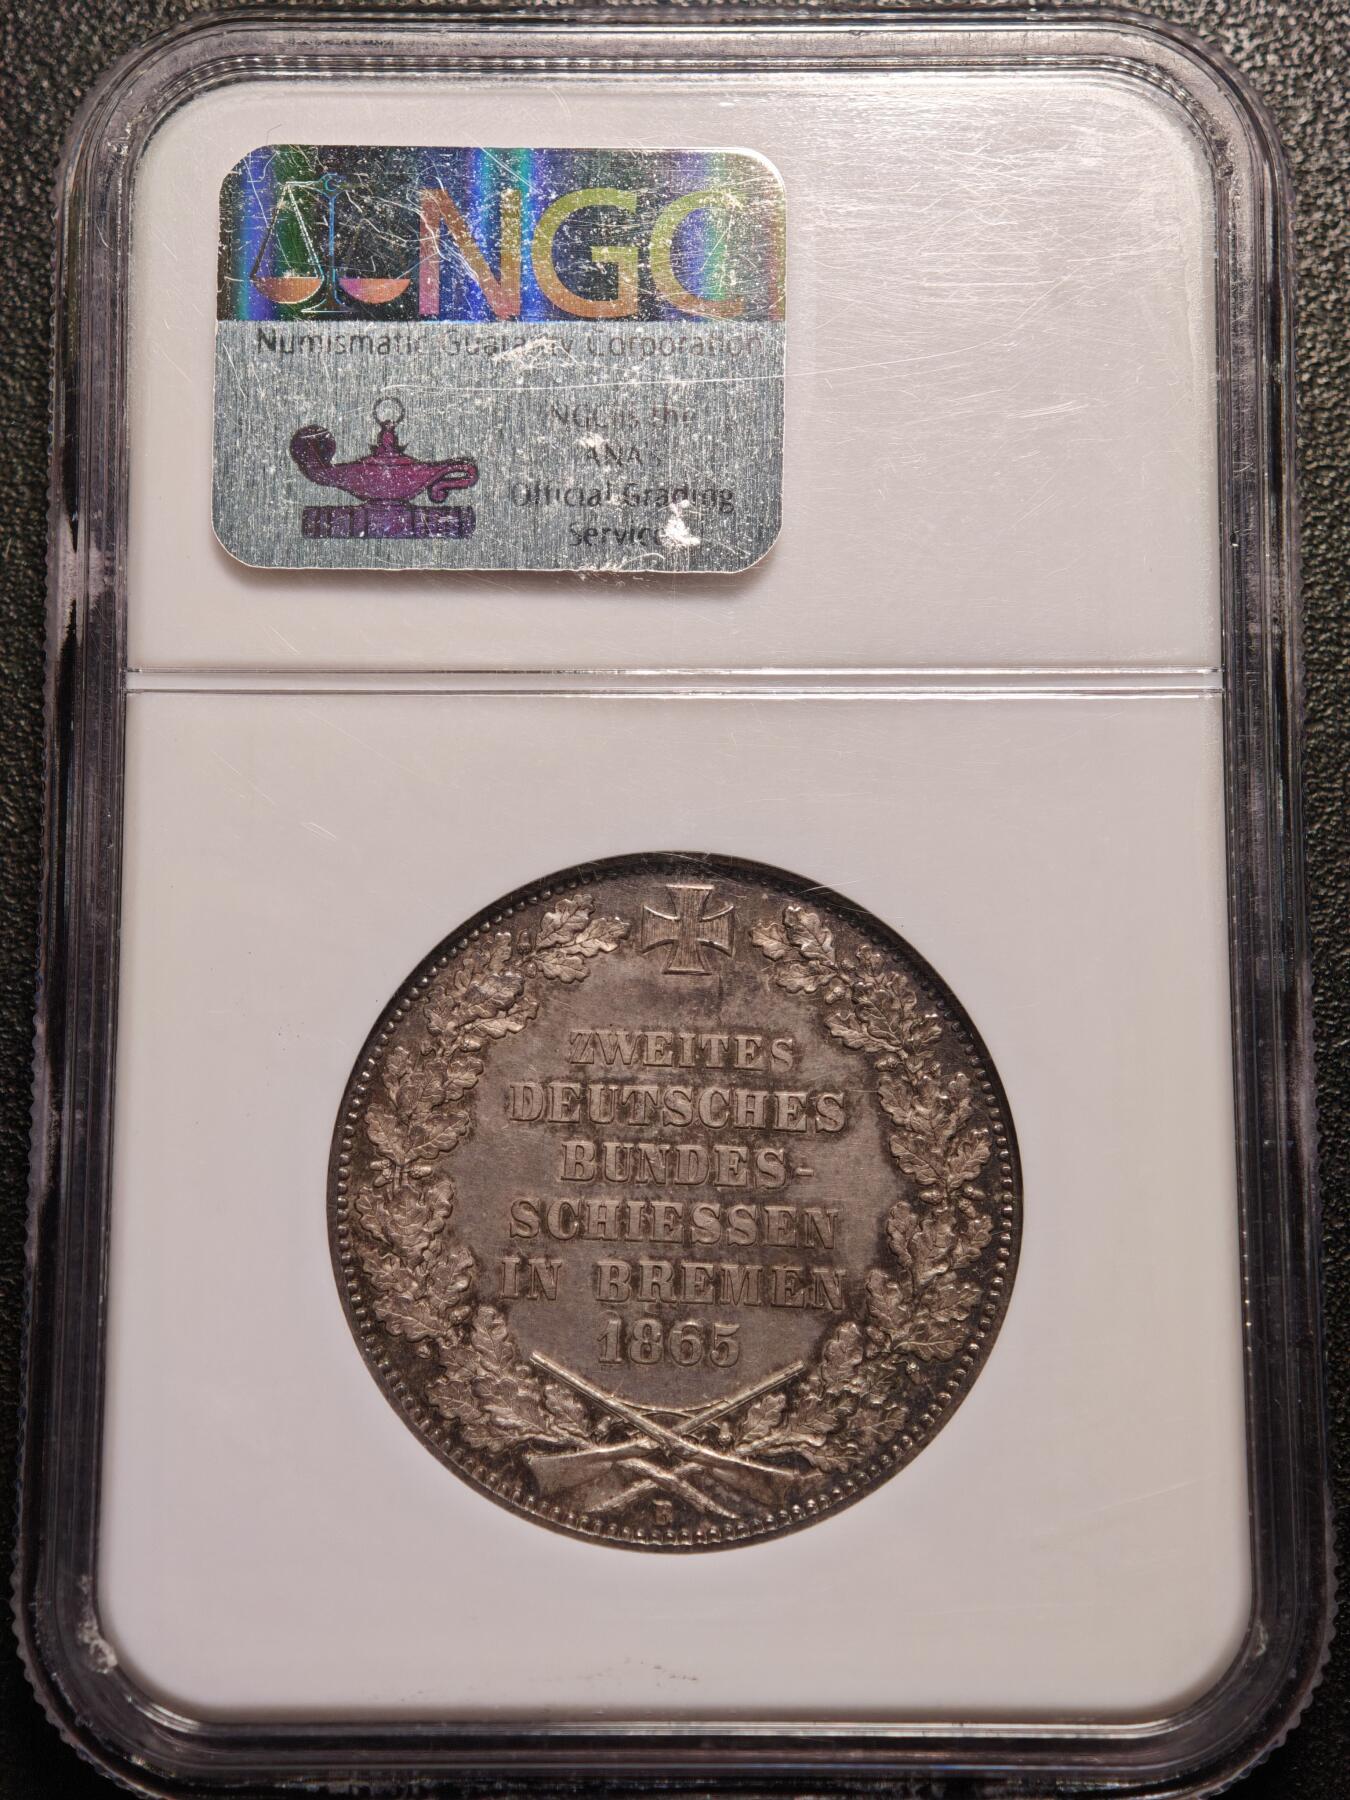 NGC
Numismatic Guaranty Corporation
NGC is the
ANA's
Official Grading
Service
ZWEITES
DEUTSCHES
BUNDES-
SCHIESSEN
IN BREMEN
1865
B